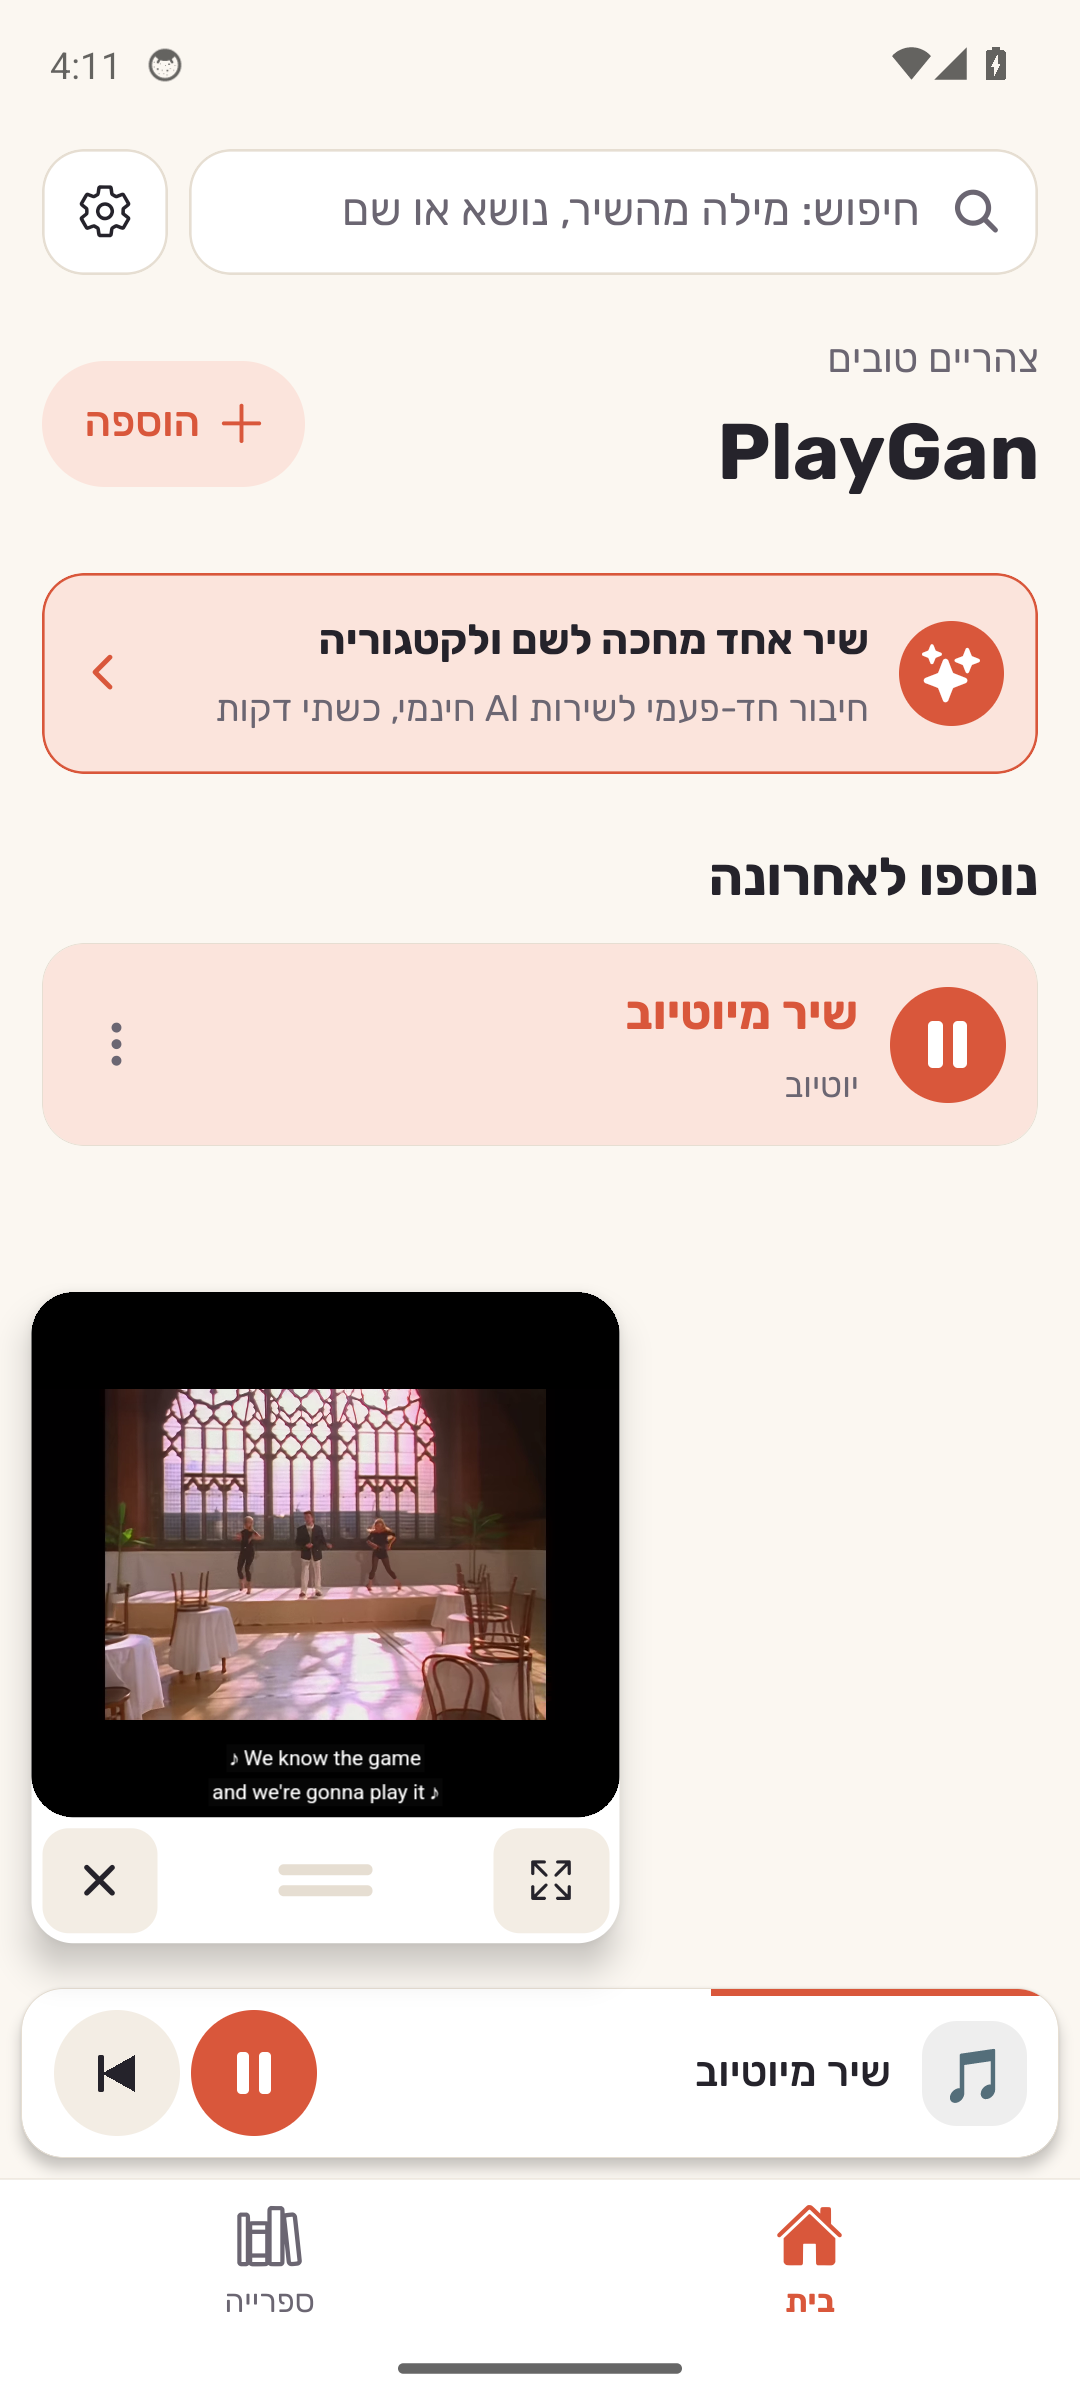 4:11
חיפוש: מילה מהשיר, נושא או שם
צהריים טובים
PlayGan
הוספה
שיר אחד מחכה לשם ולקטגוריה
חיבור חד-פעמי לשירות AI חינמי, כשתי דקות
נוספו לאחרונה
שיר מיוטיוב
יוטיוב
♪ We know the game
and we're gonna play it ♪
שיר מיוטיוב
בית
ספרייה